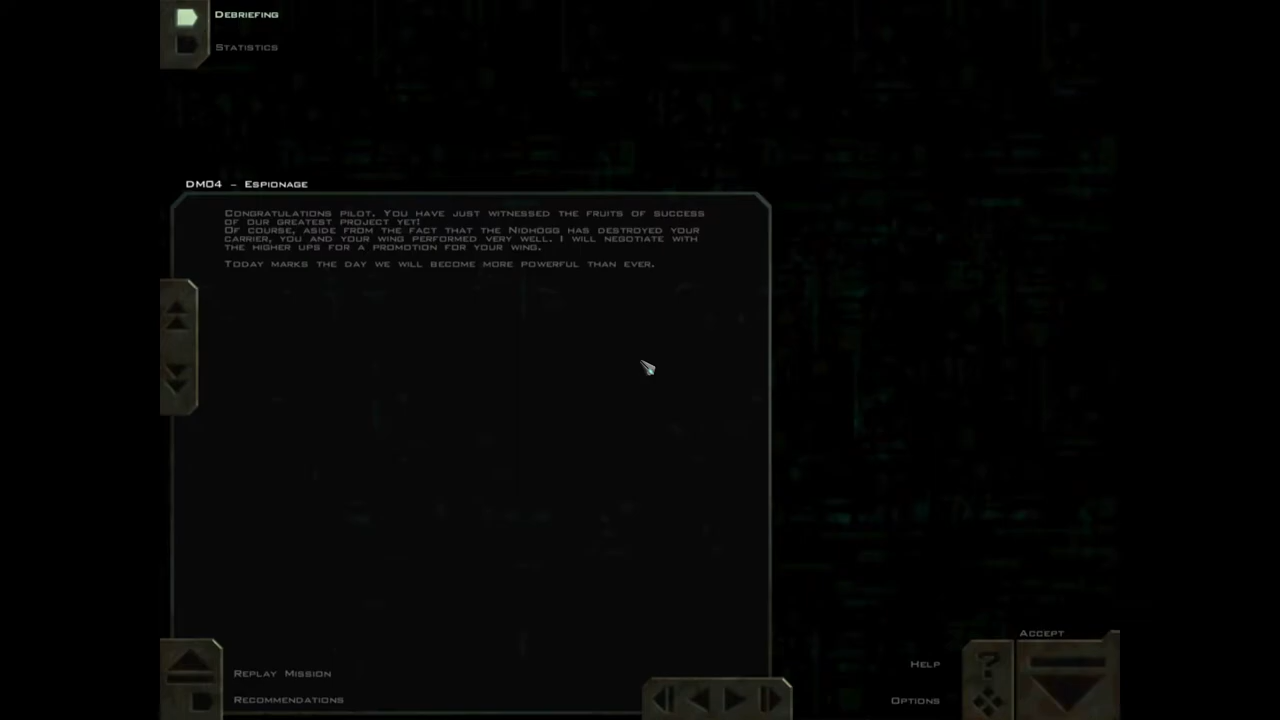 Debriefing
Statistics
DM04 - Espionage
Congratulations pilot. You have just witnessed the fruits of success
of our greatest project yet!
Of course, aside from the fact that the Nidhogg has destroyed your
carrier, you and your wing performed very well. I will negotiate with
the higher ups for a promotion for your wing.
Today marks the day we will become more powerful than ever.
Accept
Help
Replay Mission
Recommendations
Options